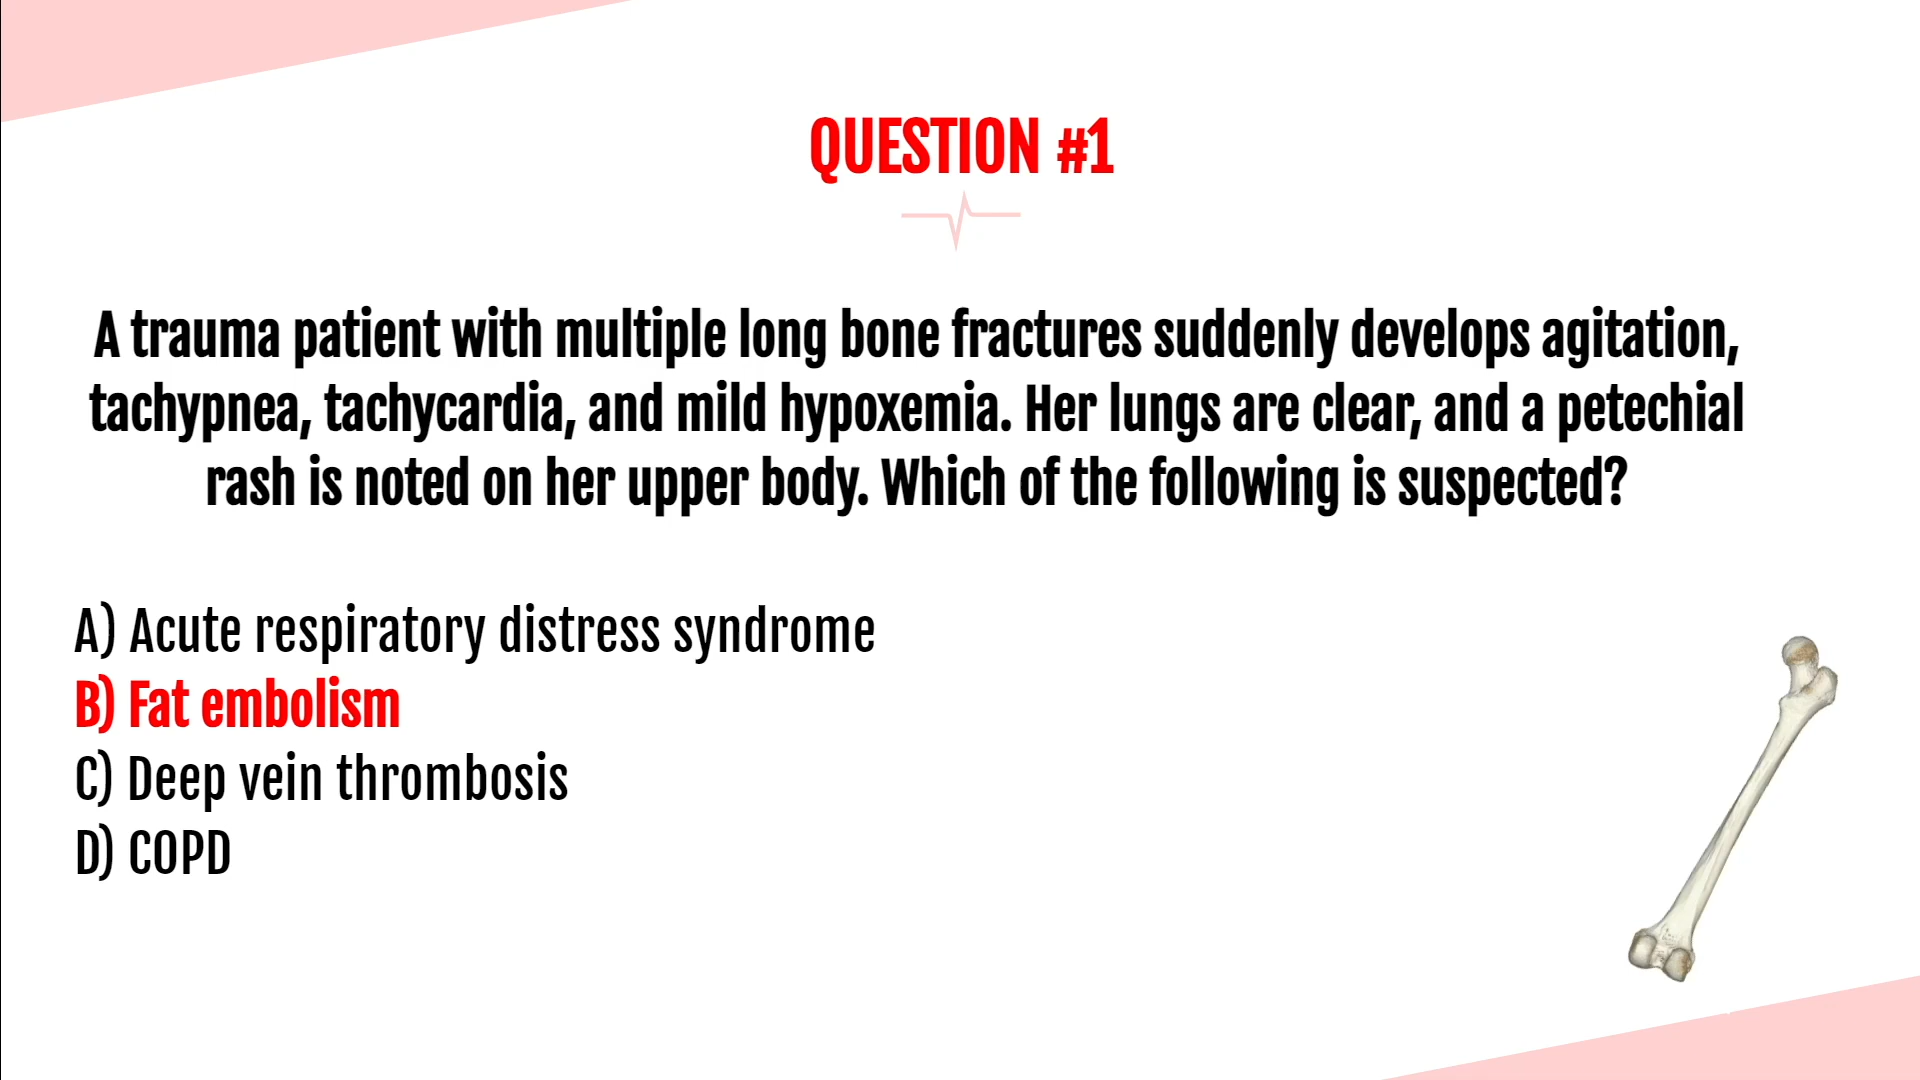 QUESTION #1
A trauma patient with multiple long bone fractures suddenly develops agitation,
tachypnea, tachycardia, and mild hypoxemia. Her lungs are clear, and a petechial
rash is noted on her upper body. Which of the following is suspected?
A) Acute respiratory distress syndrome
B) Fat embolism
C) Deep vein thrombosis
D) COPD